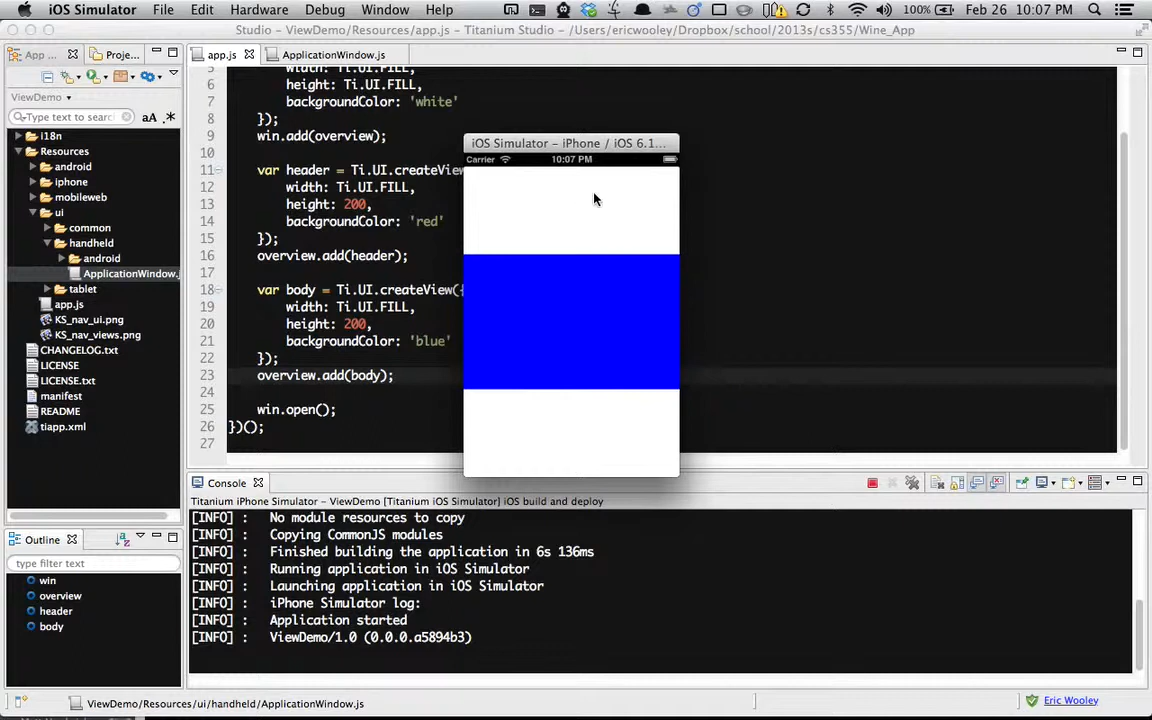 iOS Simulator File Edit Hardware Debug Window Help 100% Feb 26 10:07 PM
Studio – ViewDemo/Resources/app.js – Titanium Studio – /Users/ericwooley/Dropbox/school/2013s/cs355/Wine_App
App ... Proje...
app.js ApplicationWindow.js
ViewDemo
Type text to searc aA .*
i18n
Resources
android
iphone
mobileweb
ui
common
handheld
android
ApplicationWindow.j
tablet
app.js
KS_nav_ui.png
KS_nav_views.png
CHANGELOG.txt
LICENSE
LICENSE.txt
manifest
README
tiapp.xml
5 width: Ti.UI.FILL,
6 height: Ti.UI.FILL,
7 backgroundColor: 'white'
8 });
9 win.add(overview);
10
11 var header = Ti.UI.createView
12 width: Ti.UI.FILL,
13 height: 200,
14 backgroundColor: 'red'
15 });
16 overview.add(header);
17
18 var body = Ti.UI.createView({
19 width: Ti.UI.FILL,
20 height: 200,
21 backgroundColor: 'blue'
22 });
23 overview.add(body);
24
25 win.open();
26 })();
27
iOS Simulator – iPhone / iOS 6.1...
Carrier 10:07 PM
Outline
type filter text
win
overview
header
body
Console
Titanium iPhone Simulator – ViewDemo [Titanium iOS Simulator] iOS build and deploy
[INFO] : No module resources to copy
[INFO] : Copying CommonJS modules
[INFO] : Finished building the application in 6s 136ms
[INFO] : Running application in iOS Simulator
[INFO] : Launching application in iOS Simulator
[INFO] : iPhone Simulator log:
[INFO] : Application started
[INFO] : ViewDemo/1.0 (0.0.0.a5894b3)
ViewDemo/Resources/ui/handheld/ApplicationWindow.js
Eric Wooley